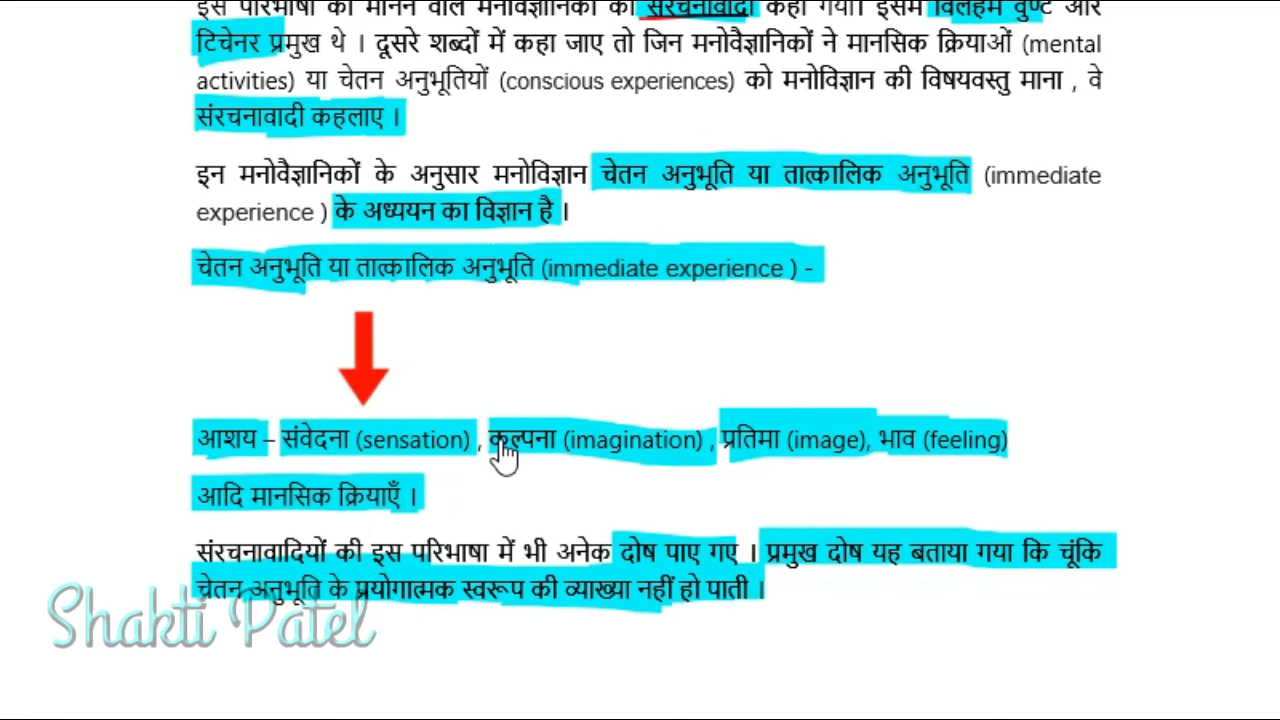 इस परिभाषा को मानने वाले मनोवैज्ञानिकों को संरचनावादी कहा गया। इसमें विलहेम वुण्ट और
टिचेनर प्रमुख थे । दूसरे शब्दों में कहा जाए तो जिन मनोवैज्ञानिकों ने मानसिक क्रियाओं (mental
activities) या चेतन अनुभूतियों (conscious experiences) को मनोविज्ञान की विषयवस्तु माना , वे
संरचनावादी कहलाए ।
इन मनोवैज्ञानिकों के अनुसार मनोविज्ञान चेतन अनुभूति या तात्कालिक अनुभूति (immediate
experience ) के अध्ययन का विज्ञान है ।
चेतन अनुभूति या तात्कालिक अनुभूति (immediate experience ) -
आशय – संवेदना (sensation) , कल्पना (imagination) , प्रतिमा (image), भाव (feeling)
आदि मानसिक क्रियाएँ ।
संरचनावादियों की इस परिभाषा में भी अनेक दोष पाए गए । प्रमुख दोष यह बताया गया कि चूंकि
चेतन अनुभूति के प्रयोगात्मक स्वरूप की व्याख्या नहीं हो पाती ।
Shakti Patel